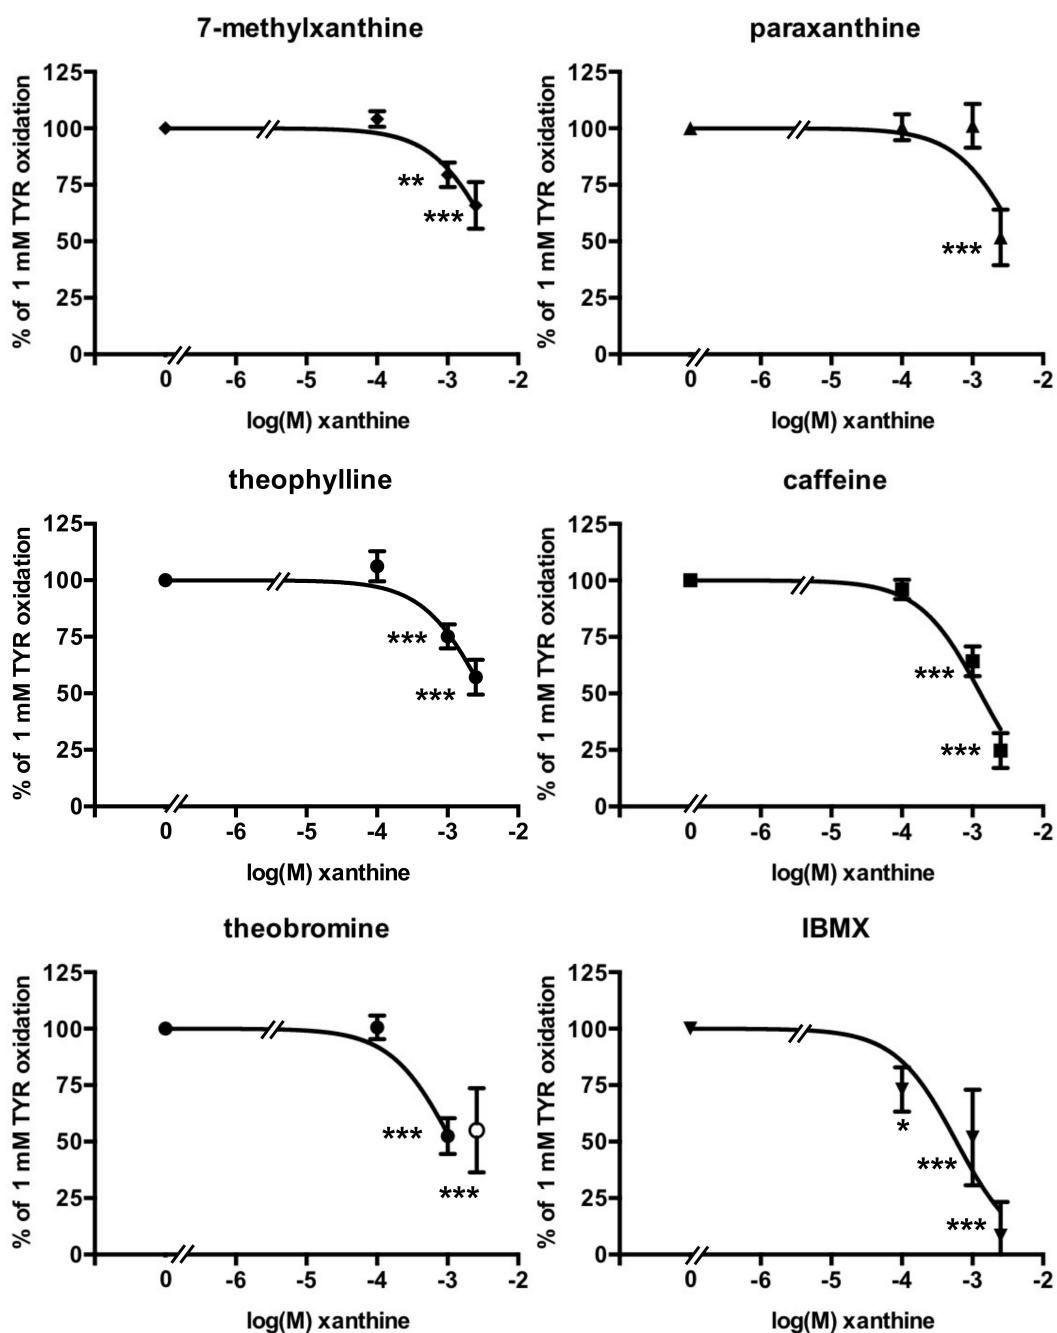 7-methylxanthine
% of 1 mM TYR oxidation
125
100
75
50
25
0
**
***
0 -6 -4 -3 -2
log(M) xanthine
paraxanthine
% of 1 mM TYR oxidation
125
100
75
50
25
0
***
0 -6 -5 -4 -3 -2
log(M) xanthine
theophylline
% of 1 mM TYR oxidation
125
100
75
50
25
0
***
***
0 -6 -5 -4 -3 -2
log(M) xanthine
caffeine
% of 1 mM TYR oxidation
125
100
75
50
25
0
***
***
0 -6 -5 -4 -3 -2
log(M) xanthine
theobromine
% of 1 mM TYR oxidation
125
100
75
50
25
0
***
***
0 -6 -5 -4 -3 -2
log(M) xanthine
IBMX
% of 1 mM TYR oxidation
125
100
75
50
25
0
*
***
***
0 -6 -5 -4 -3 -2
log(M) xanthine